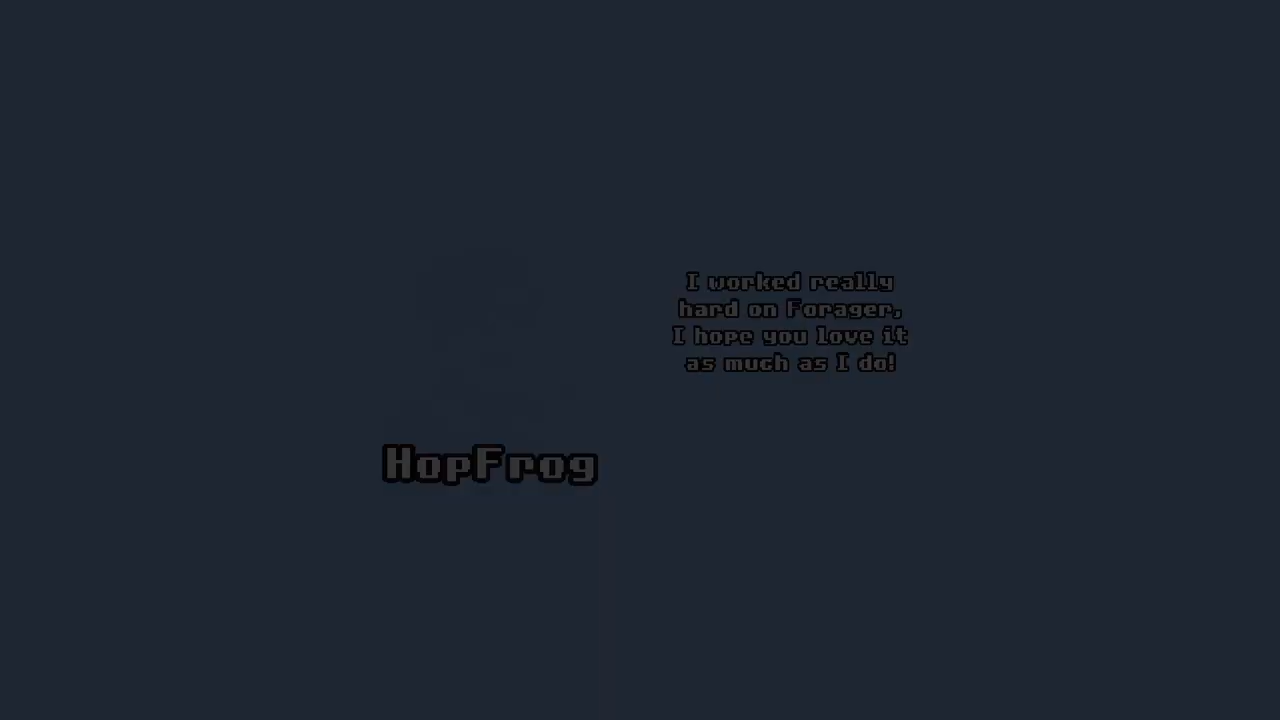 I worked really
hard on Forager,
I hope you love it
as much as I do!
HopFrog